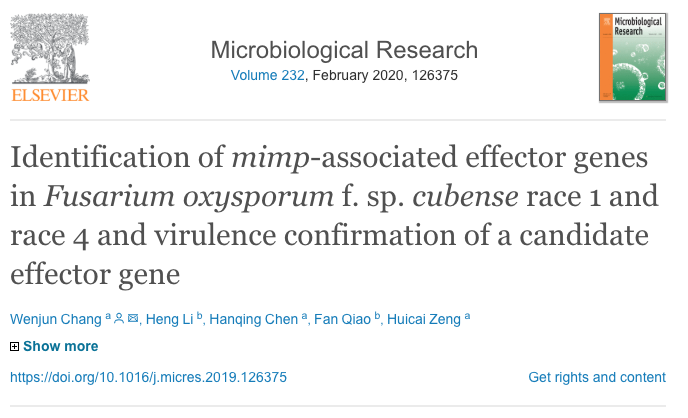 Microbiological Research
Volume 232, February 2020, 126375
ELSEVIER
Microbiological
Research
Identification of mimp-associated effector genes
in Fusarium oxysporum f. sp. cubense race 1 and
race 4 and virulence confirmation of a candidate
effector gene
Wenjun Chang a, Heng Li b, Hanqing Chen a, Fan Qiao b, Huicai Zeng a
Show more
https://doi.org/10.1016/j.micres.2019.126375
Get rights and content